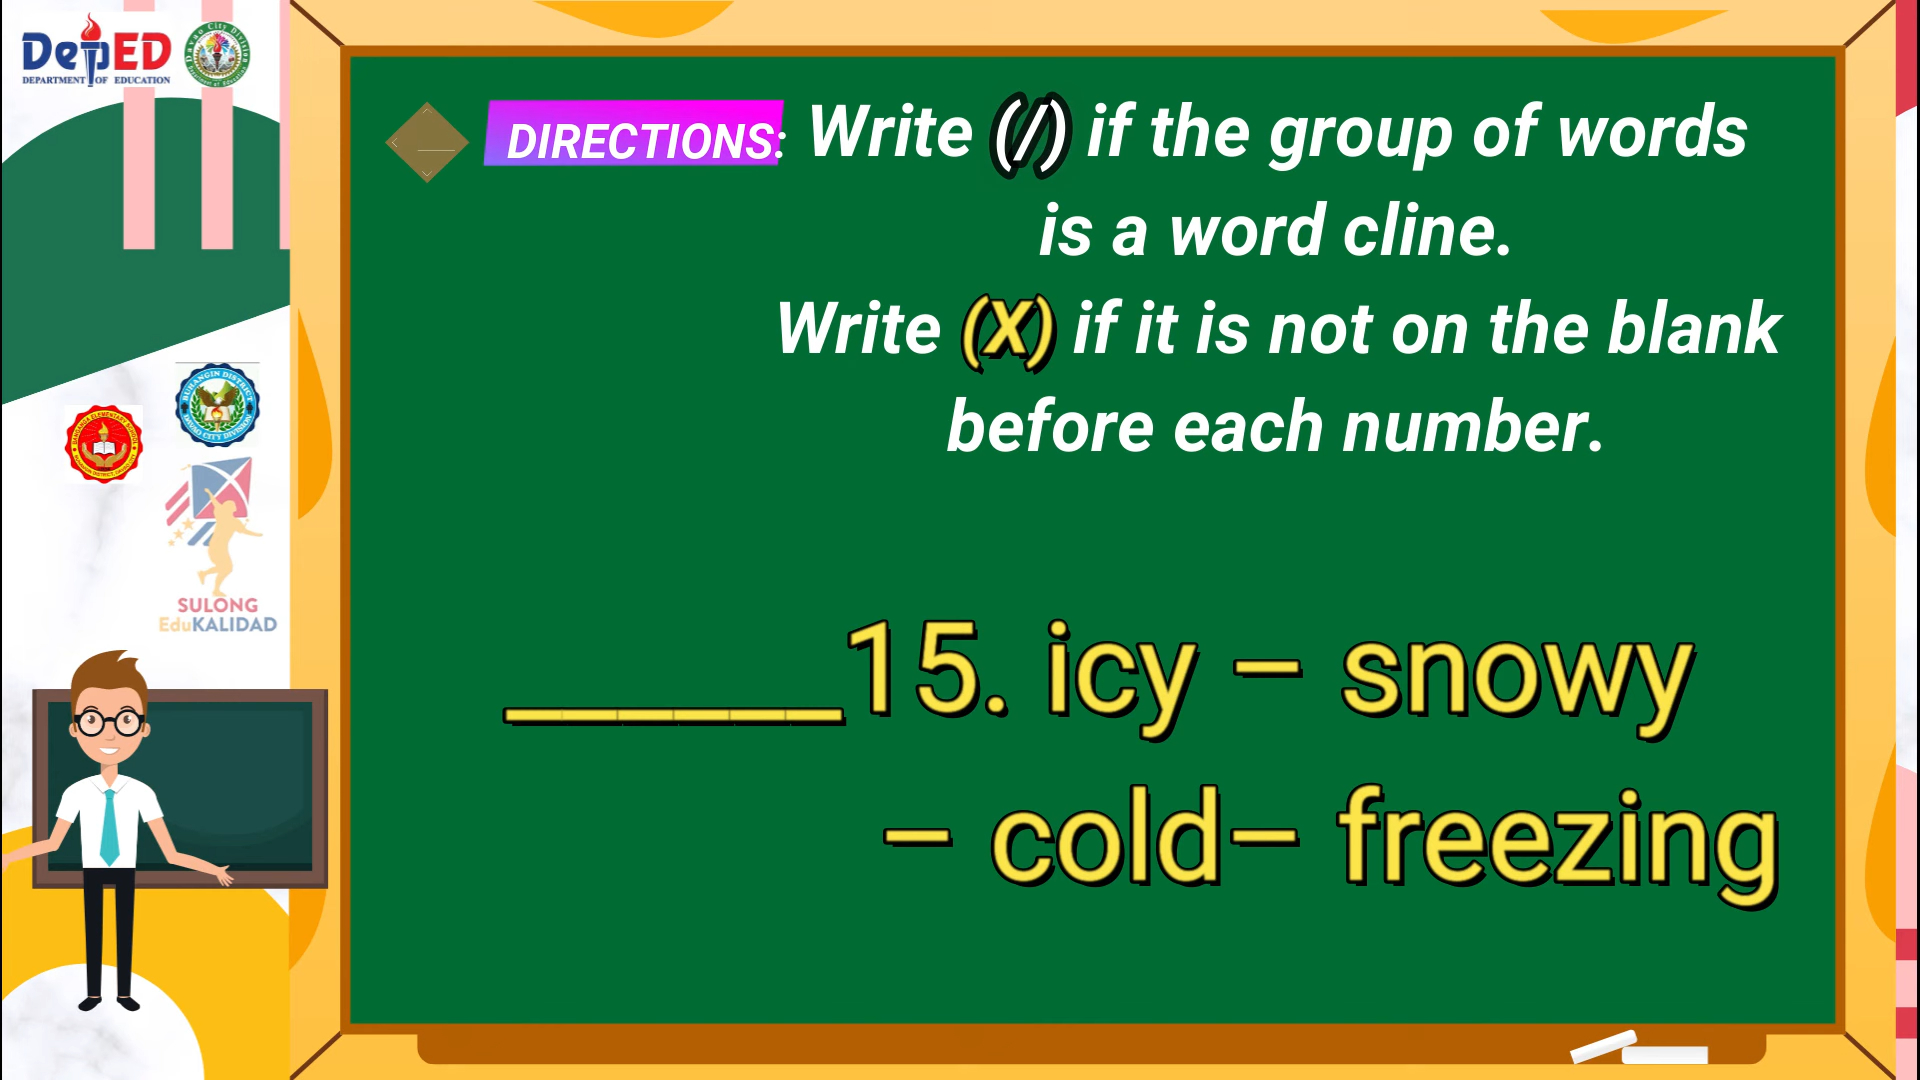 DepED
DEPARTMENT OF EDUCATION
DIRECTIONS: Write (/) if the group of words
is a word cline.
Write (X) if it is not on the blank
before each number.
SULONG
EduKALIDAD
______15. icy – snowy
– cold– freezing